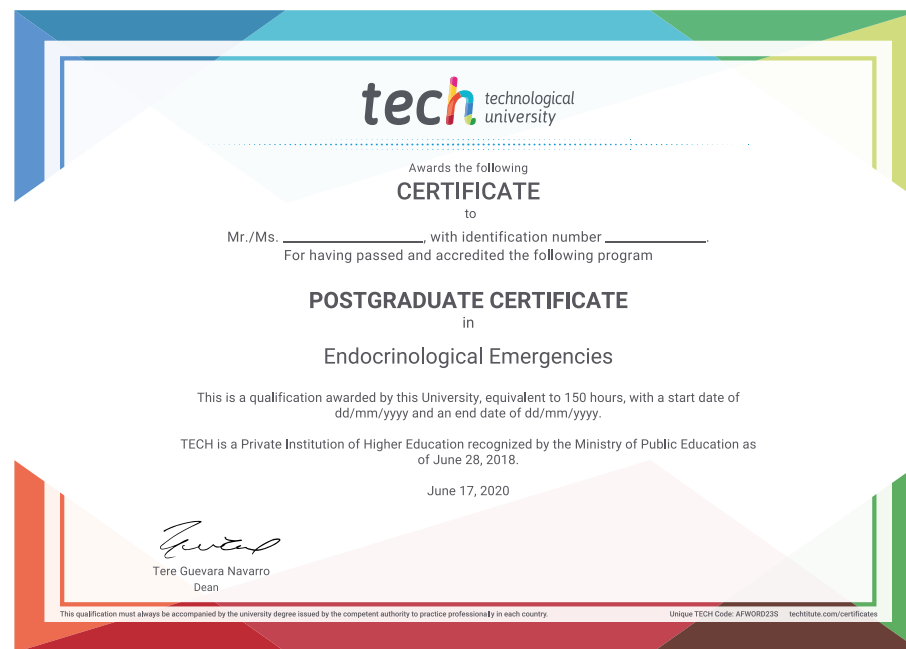 tech technological
university
Awards the following
CERTIFICATE
to
Mr./Ms. ____________________, with identification number ______________.
For having passed and accredited the following program
POSTGRADUATE CERTIFICATE
in
Endocrinological Emergencies
This is a qualification awarded by this University, equivalent to 150 hours, with a start date of
dd/mm/yyyy and an end date of dd/mm/yyyy.
TECH is a Private Institution of Higher Education recognized by the Ministry of Public Education as
of June 28, 2018.
June 17, 2020
Tere Guevara Navarro
Dean
This qualification must always be accompanied by the university degree issued by the competent authority to practice professionally in each country.
Unique TECH Code: AFWORD23S techtitute.com/certificates